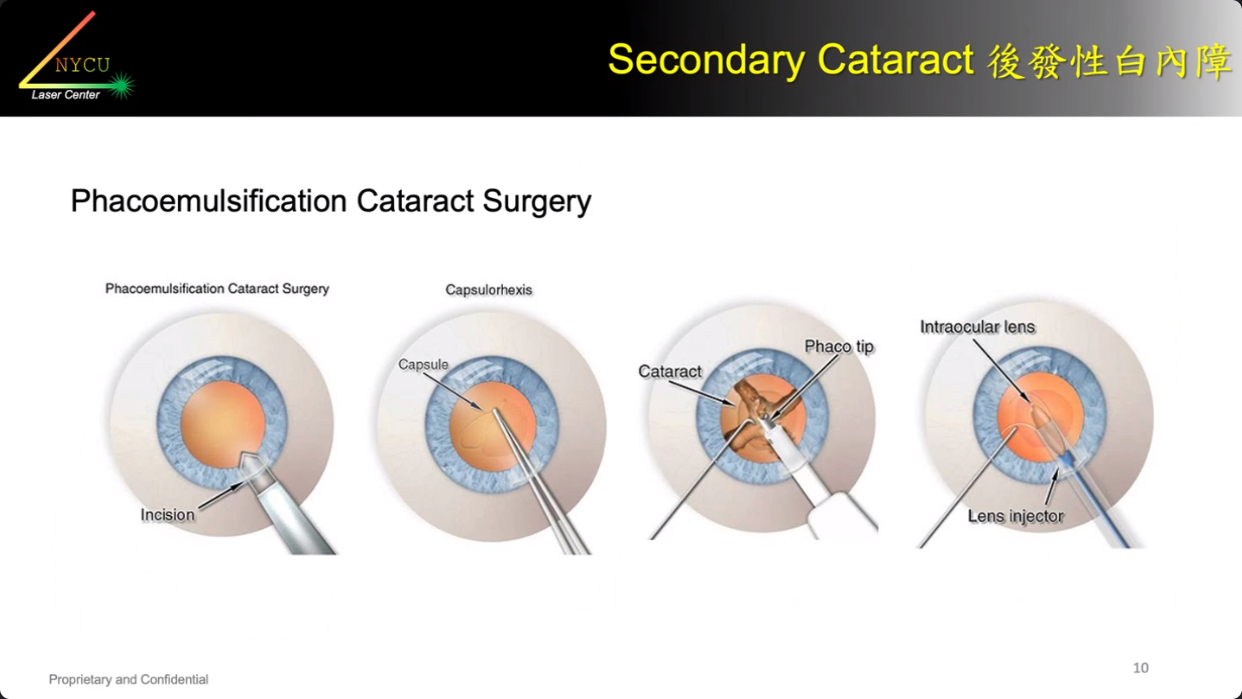 NYCU
Laser Center
Secondary Cataract 後發性白內障
Phacoemulsification Cataract Surgery
Phacoemulsification Cataract Surgery
Incision
Capsulorhexis
Capsule
Cataract
Phaco tip
Intraocular lens
Lens injector
Proprietary and Confidential
10